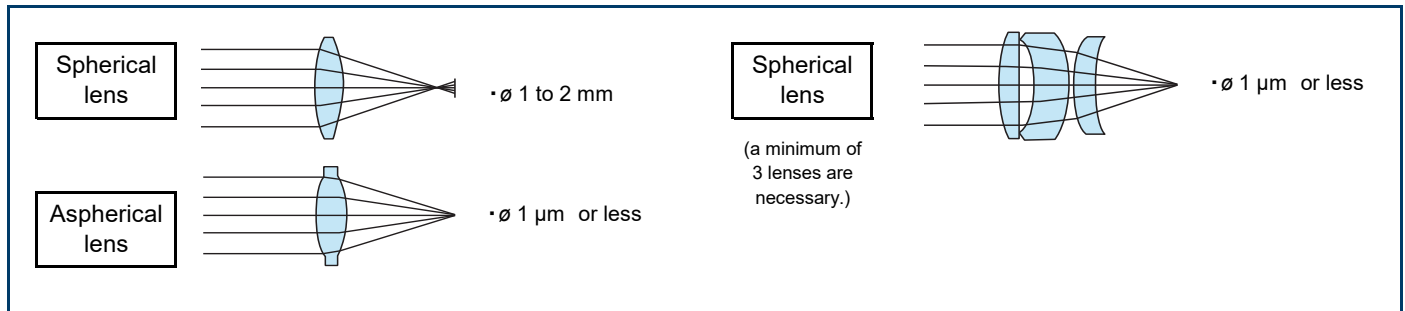 Spherical
lens
· ø 1 to 2 mm
Aspherical
lens
· ø 1 µm or less
Spherical
lens
(a minimum of
3 lenses are
necessary.)
· ø 1 µm or less